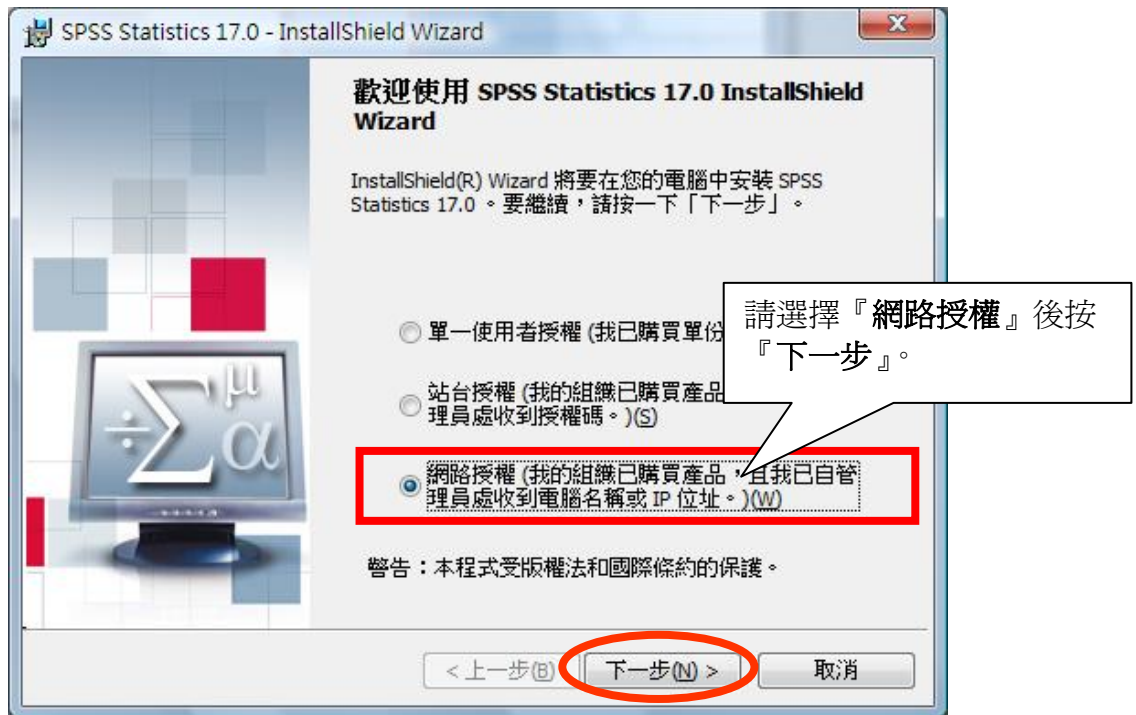 SPSS Statistics 17.0 - InstallShield Wizard
歡迎使用 SPSS Statistics 17.0 InstallShield
Wizard
InstallShield(R) Wizard 將要在您的電腦中安裝 SPSS
Statistics 17.0 。要繼續，請按一下「下一步」。
單一使用者授權 (我已購買單份
請選擇『網路授權』後按
『下一步』。
站台授權 (我的組織已購買產品
理員處收到授權碼。)(S)
網路授權 (我的組織已購買產品，且我已自管
理員處收到電腦名稱或 IP 位址。)(W)
警告：本程式受版權法和國際條約的保護。
÷Σμα
< 上一步(B)
下一步(N) >
取消